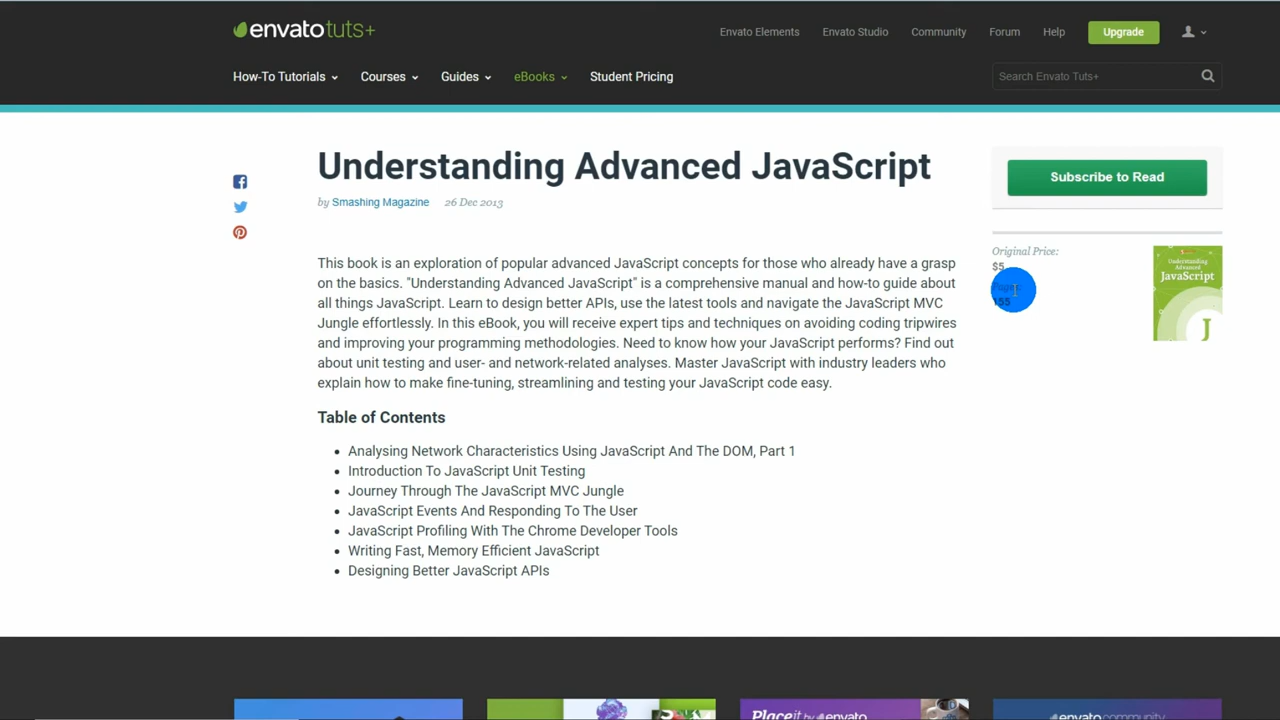 envatotuts+
Envato Elements
Envato Studio
Community
Forum
Help
Upgrade
How-To Tutorials
Courses
Guides
eBooks
Student Pricing
Search Envato Tuts+
Understanding Advanced JavaScript
by Smashing Magazine 26 Dec 2013
This book is an exploration of popular advanced JavaScript concepts for those who already have a grasp
on the basics. "Understanding Advanced JavaScript" is a comprehensive manual and how-to guide about
all things JavaScript. Learn to design better APIs, use the latest tools and navigate the JavaScript MVC
Jungle effortlessly. In this eBook, you will receive expert tips and techniques on avoiding coding tripwires
and improving your programming methodologies. Need to know how your JavaScript performs? Find out
about unit testing and user- and network-related analyses. Master JavaScript with industry leaders who
explain how to make fine-tuning, streamlining and testing your JavaScript code easy.
Table of Contents
Analysing Network Characteristics Using JavaScript And The DOM, Part 1
Introduction To JavaScript Unit Testing
Journey Through The JavaScript MVC Jungle
JavaScript Events And Responding To The User
JavaScript Profiling With The Chrome Developer Tools
Writing Fast, Memory Efficient JavaScript
Designing Better JavaScript APIs
Subscribe to Read
Original Price:
$5
Pages:
155
Understanding
Advanced
JavaScript
J
Placeit by envato
envato community